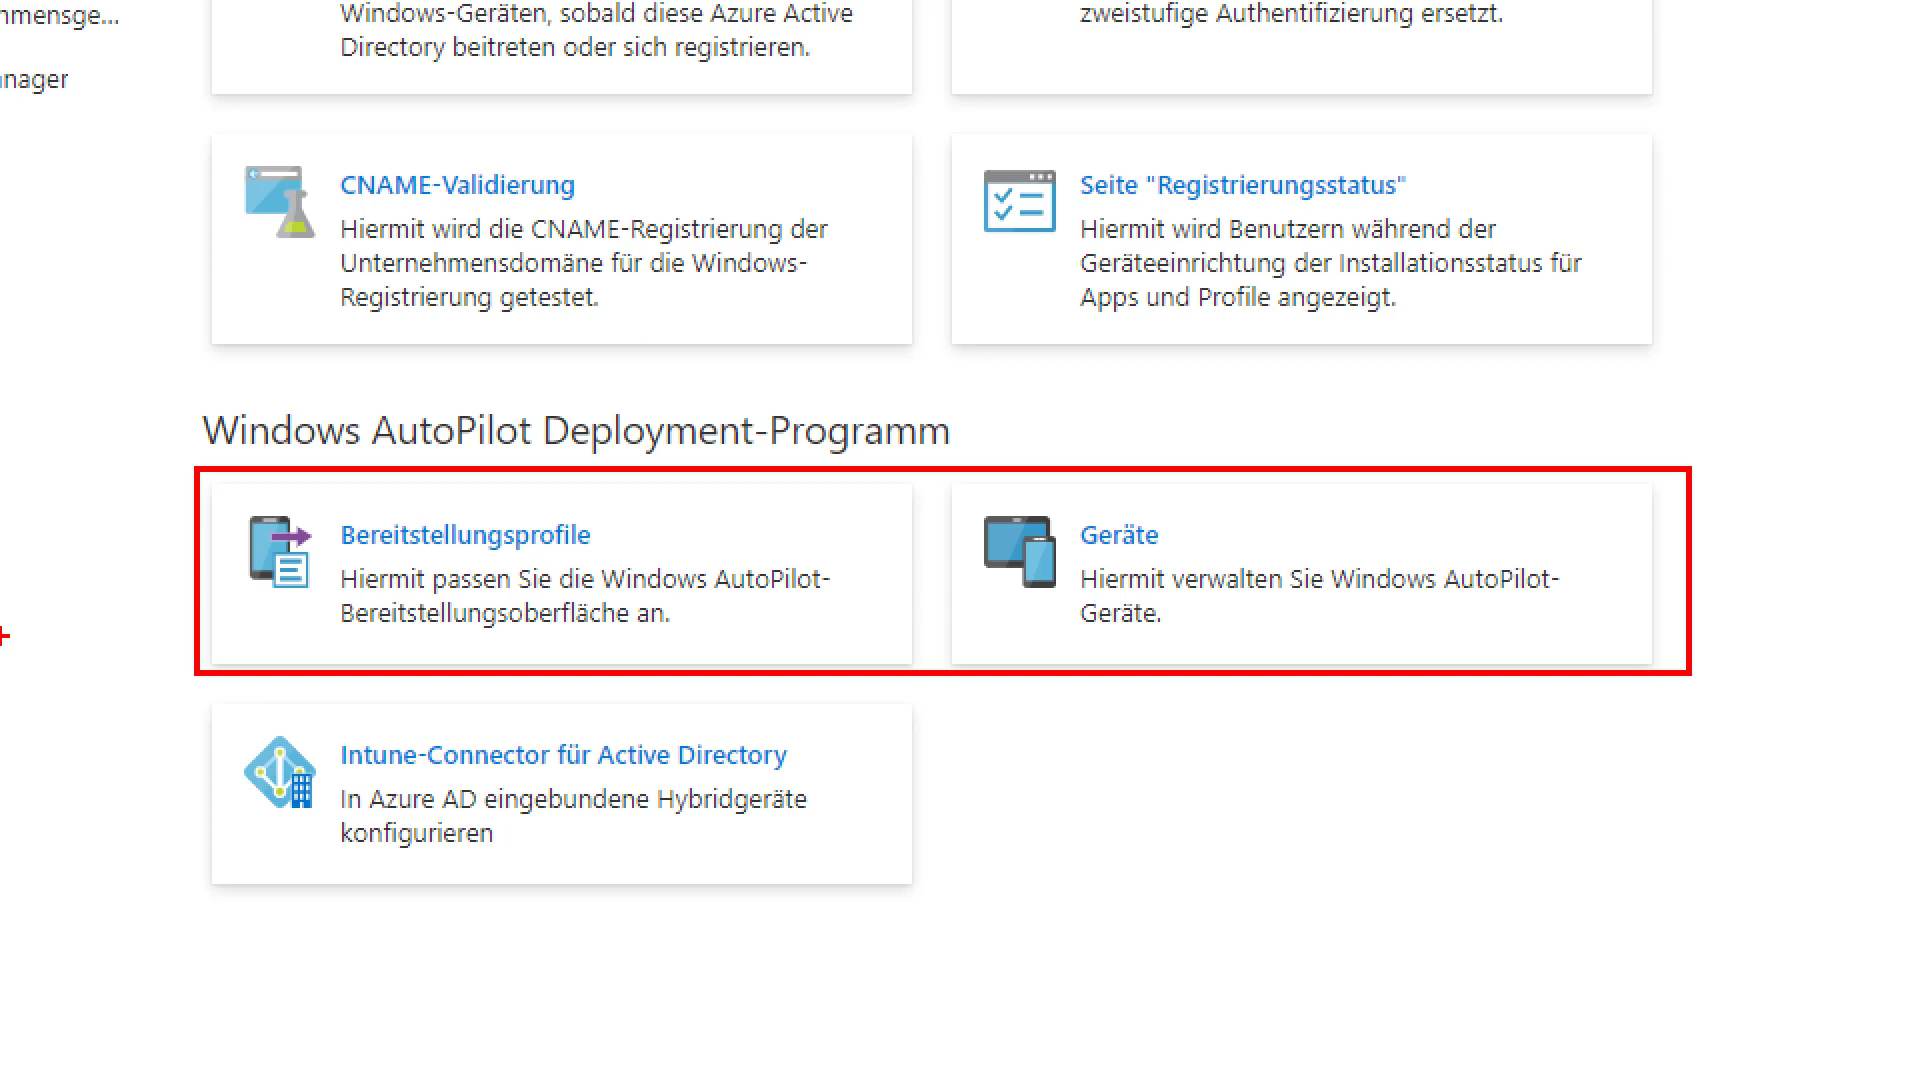 mmensge...
nager
Windows-Geräten, sobald diese Azure Active
Directory beitreten oder sich registrieren.
zweistufige Authentifizierung ersetzt.
CNAME-Validierung
Hiermit wird die CNAME-Registrierung der
Unternehmensdomäne für die Windows-
Registrierung getestet.
Seite "Registrierungsstatus"
Hiermit wird Benutzern während der
Geräteeinrichtung der Installationsstatus für
Apps und Profile angezeigt.
Windows AutoPilot Deployment-Programm
Bereitstellungsprofile
Hiermit passen Sie die Windows AutoPilot-
Bereitstellungsoberfläche an.
Geräte
Hiermit verwalten Sie Windows AutoPilot-
Geräte.
Intune-Connector für Active Directory
In Azure AD eingebundene Hybridgeräte
konfigurieren